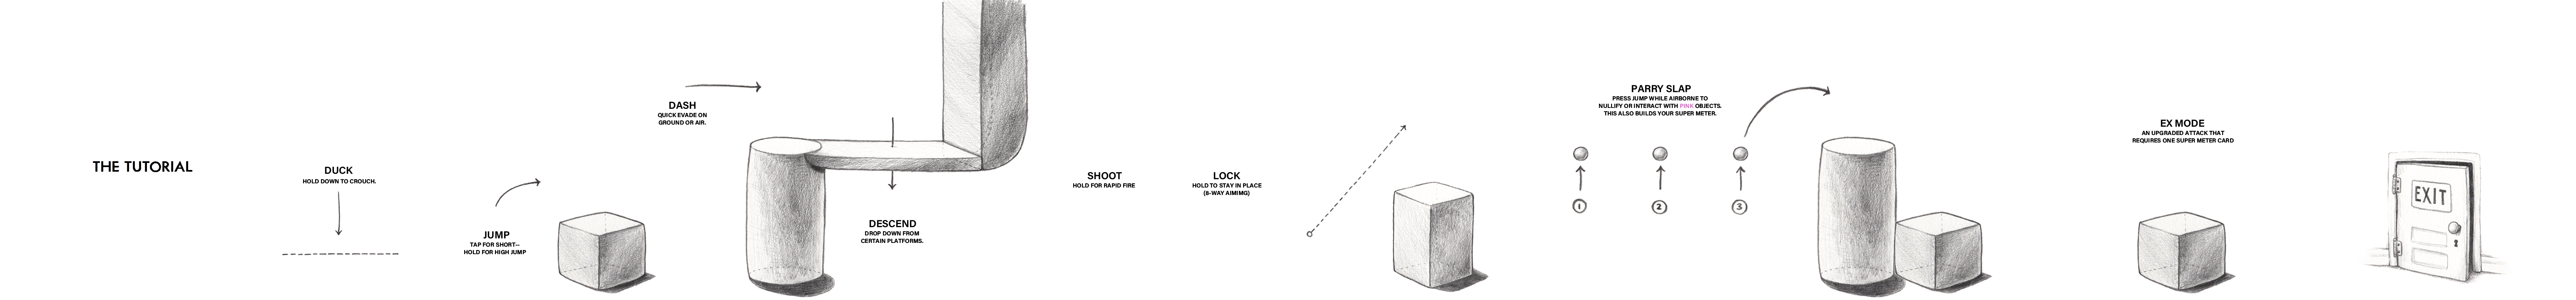 THE TUTORIAL
DUCK
HOLD DOWN TO CROUCH.
JUMP
TAP FOR SHORT--
HOLD FOR HIGH JUMP
DASH
QUICK EVADE ON
GROUND OR AIR.
DESCEND
DROP DOWN FROM
CERTAIN PLATFORMS.
SHOOT
HOLD FOR RAPID FIRE
LOCK
HOLD TO STAY IN PLACE
(8-WAY AIMIMG)
PARRY SLAP
PRESS JUMP WHILE AIRBORNE TO
NULLIFY OR INTERACT WITH PINK OBJECTS.
THIS ALSO BUILDS YOUR SUPER METER.
1 2 3
EX MODE
AN UPGRADED ATTACK THAT
REQUIRES ONE SUPER METER CARD
EXIT